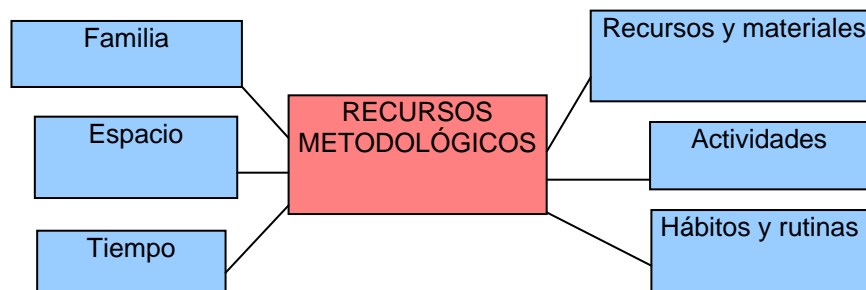 Familia
Espacio
Tiempo
RECURSOS
METODOLÓGICOS
Recursos y materiales
Actividades
Hábitos y rutinas